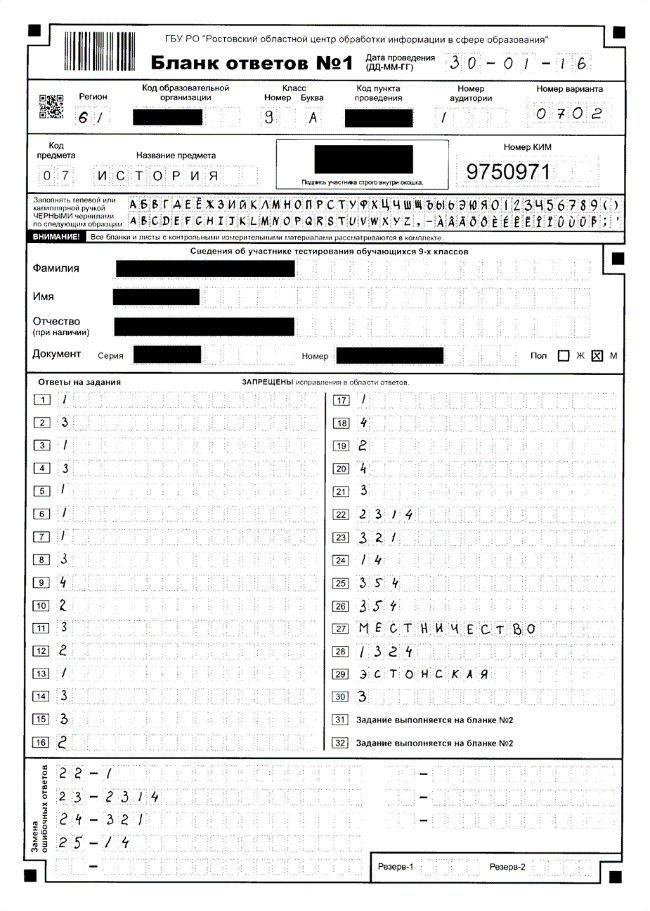 ГБУ РО "Ростовский областной центр обработки информации в сфере образования"
Бланк ответов №1 Дата проведения (ДД-ММ-ГГ) 30-01-16
Регион Код образовательной организации Класс Номер Буква Код пункта проведения Номер аудитории Номер варианта
61 9 А 1 0702
Код предмета Название предмета Номер КИМ
07 ИСТОРИЯ 9750971
Подпись участника строго внутри окошка.
Заполнять гелевой или капиллярной ручкой ЧЕРНЫМИ чернилами по следующим образцам:
АБВГДЕЁЖЗИЙКЛМНОПРСТУФХЦЧШЩЪЫЬЭЮЯ0123456789()
ABCDEFGHIJKLMNOPQRSTUVWXYZ,-
ВНИМАНИЕ! Все бланки и листы с контрольными измерительными материалами рассматриваются в комплекте.
Сведения об участнике тестирования обучающихся 9-х классов
Фамилия
Имя
Отчество
(при наличии)
Документ Серия Номер Пол Ж X М
Ответы на задания ЗАПРЕЩЕНЫ исправления в области ответов.
1 1
2 3
3 1
4 3
5 1
6 1
7 1
8 3
9 4
10 2
11 3
12 2
13 1
14 3
15 3
16 2
17 1
18 4
19 2
20 4
21 3
22 2314
23 321
24 14
25 354
26 354
27 МЕСТНИЧЕСТВО
28 1324
29 ЭСТОНСКАЯ
30 3
31 Задание выполняется на бланке №2
32 Задание выполняется на бланке №2
Замена ошибочных ответов
22-1 -
23-2314 -
24-321 -
25-14
-
Резерв-1 Резерв-2